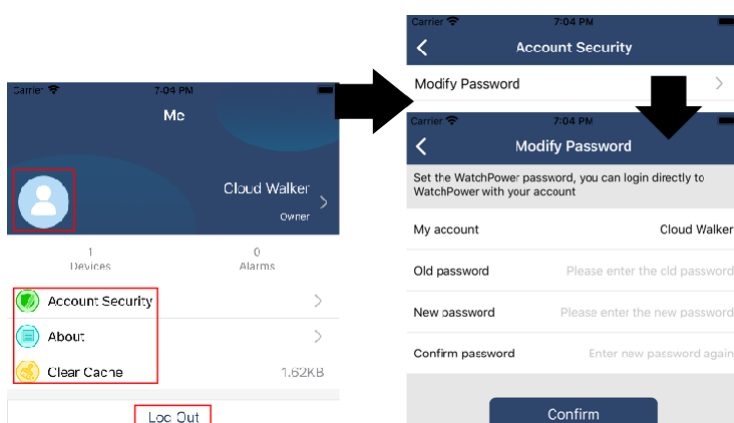 Carrier 7:04 PM
Me
Cloud Walker
Owner
1
Devices
0
Alarms
Account Security
About
Clear Cache 1.62KB
Log Out
Carrier 7:04 PM
Account Security
Modify Password
Carrier 7:04 PM
Modify Password
Set the WatchPower password, you can login directly to
WatchPower with your account
My account Cloud Walker
Old password Please enter the old password
New password Please enter the new password
Confirm password Enter new password again
Confirm